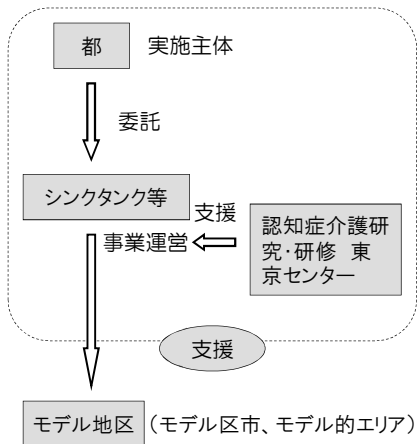 都 実施主体
委託
シンクタンク等
支援
事業運営
認知症介護研
究・研修 東
京センター
支援
モデル地区 (モデル区市、モデル的エリア)